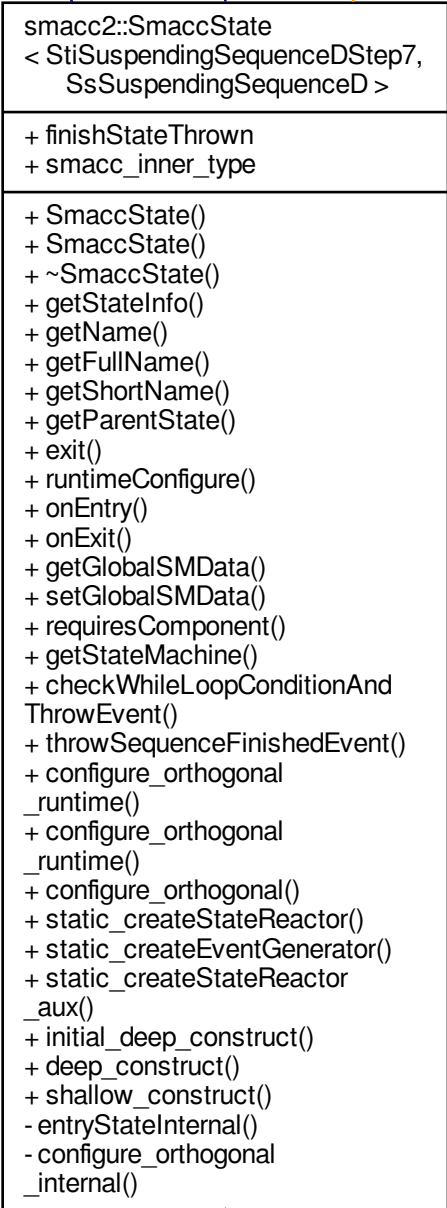 smacc2::SmaccState
< StiSuspendingSequenceDStep7,
SsSuspendingSequenceD >
+ finishStateThrown
+ smacc_inner_type
+ SmaccState()
+ SmaccState()
+ ~SmaccState()
+ getStateInfo()
+ getName()
+ getFullName()
+ getShortName()
+ getParentState()
+ exit()
+ runtimeConfigure()
+ onEntry()
+ onExit()
+ getGlobalSMData()
+ setGlobalSMData()
+ requiresComponent()
+ getStateMachine()
+ checkWhileLoopConditionAnd
ThrowEvent()
+ throwSequenceFinishedEvent()
+ configure_orthogonal
_runtime()
+ configure_orthogonal
_runtime()
+ configure_orthogonal()
+ static_createStateReactor()
+ static_createEventGenerator()
+ static_createStateReactor
_aux()
+ initial_deep_construct()
+ deep_construct()
+ shallow_construct()
- entryStateInternal()
- configure_orthogonal
_internal()